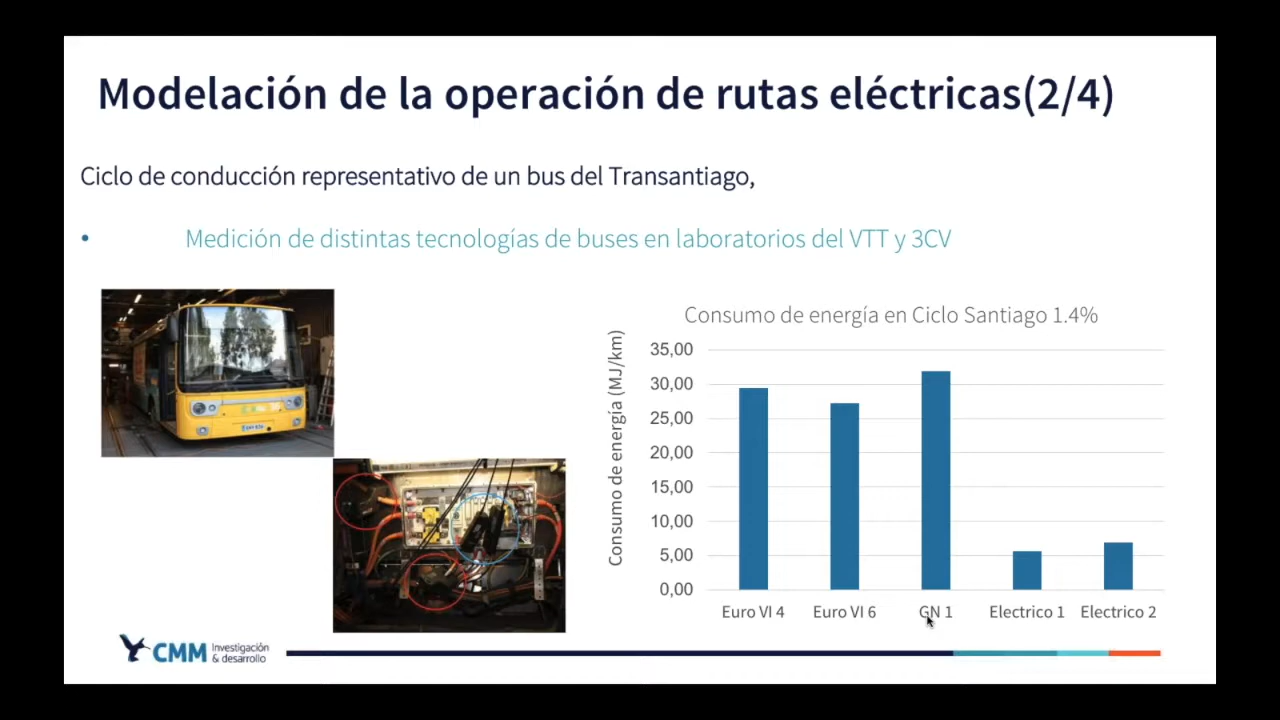 Modelación de la operación de rutas eléctricas(2/4)
Ciclo de conducción representativo de un bus del Transantiago,
• Medición de distintas tecnologías de buses en laboratorios del VTT y 3CV
Consumo de energía en Ciclo Santiago 1.4%
Consumo de energía (MJ/km)
35,00
30,00
25,00
20,00
15,00
10,00
5,00
0,00
Euro VI 4 Euro VI 6 GN 1 Electrico 1 Electrico 2
CMM Investigación
& desarrollo